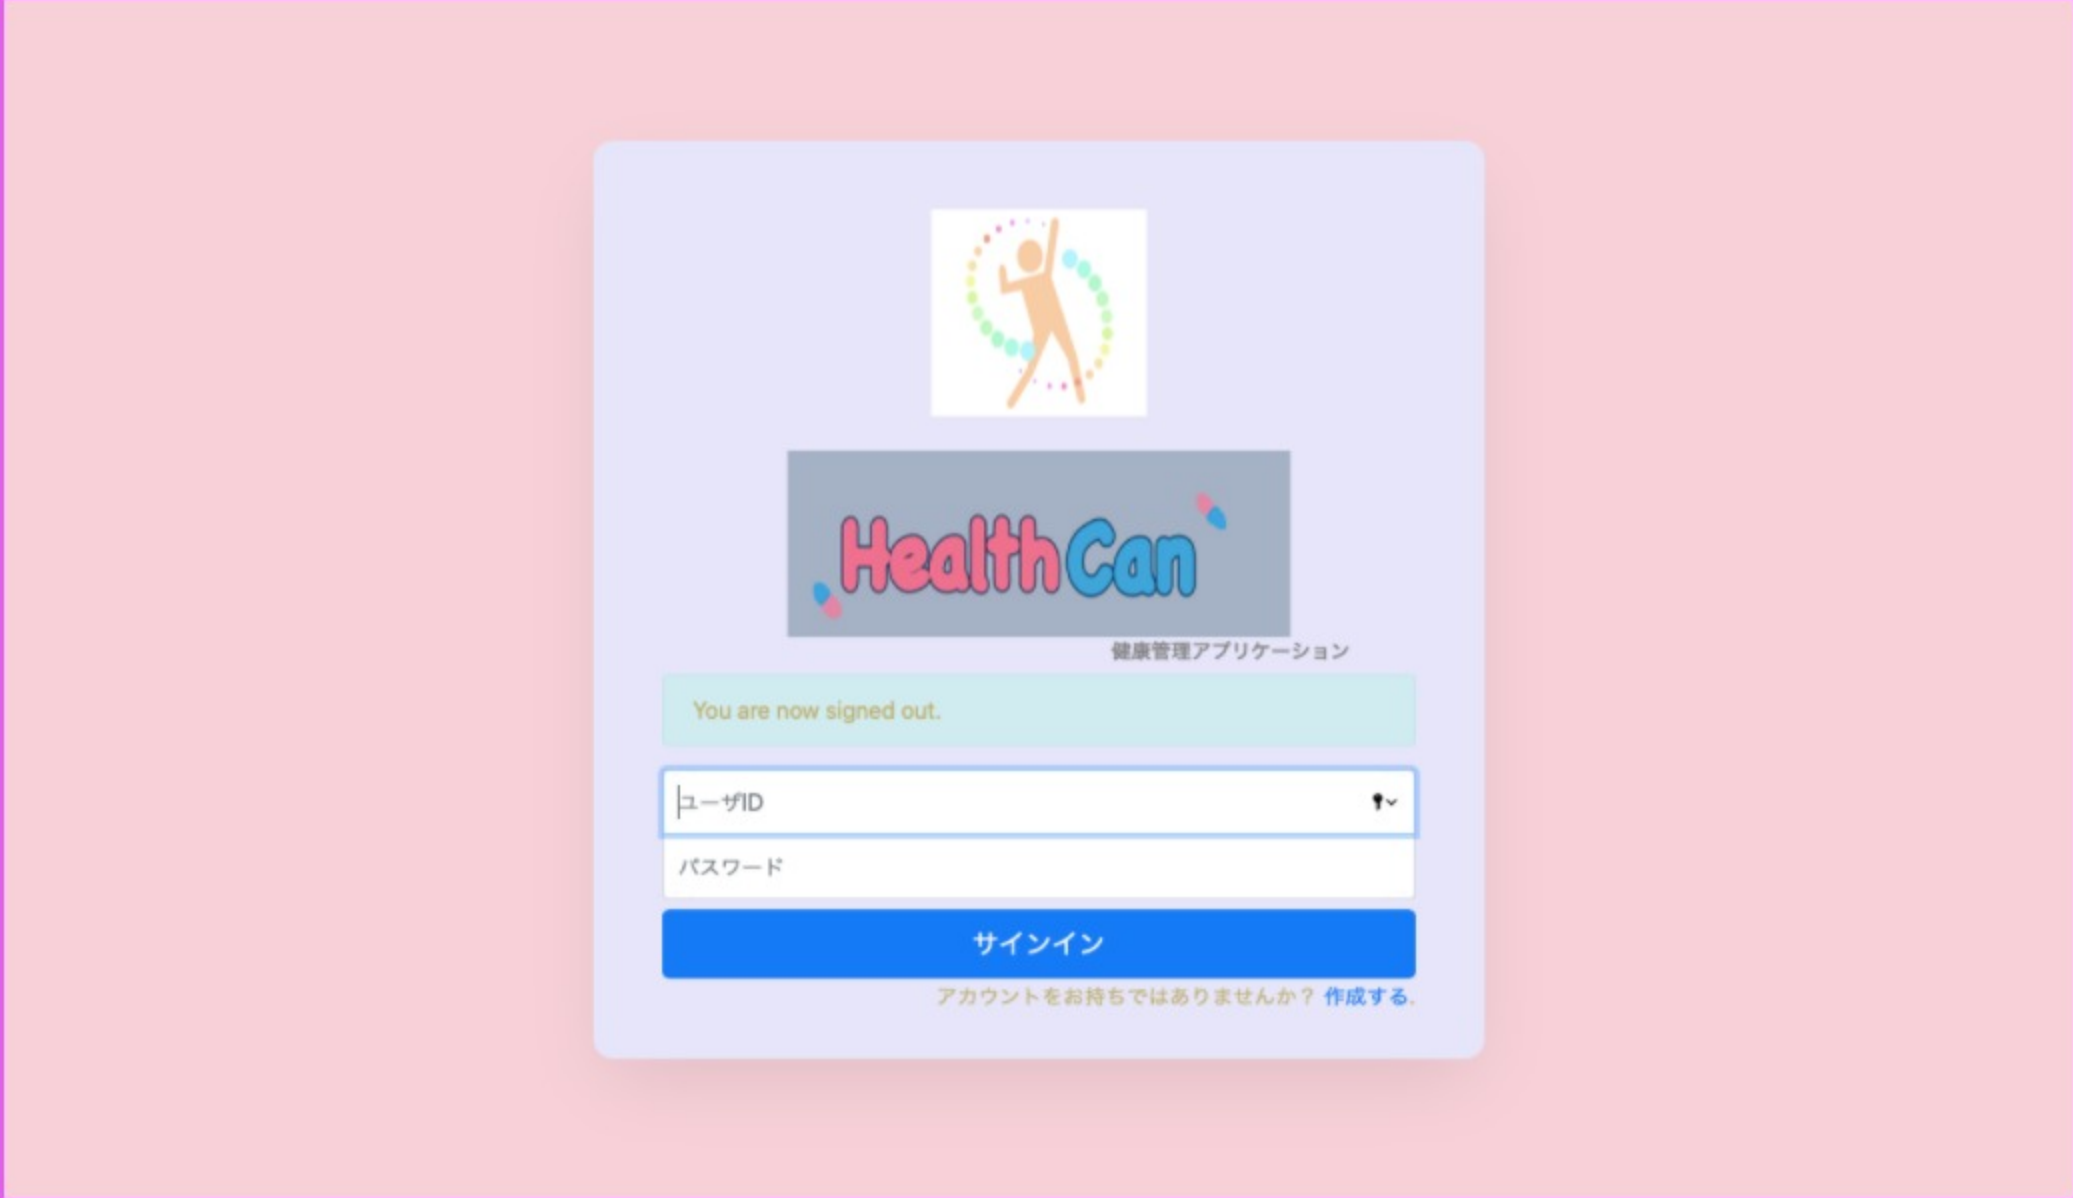 HealthCan
健康管理アプリケーション
You are now signed out.
ユーザID
パスワード
サインイン
アカウントをお持ちではありませんか？ 作成する.